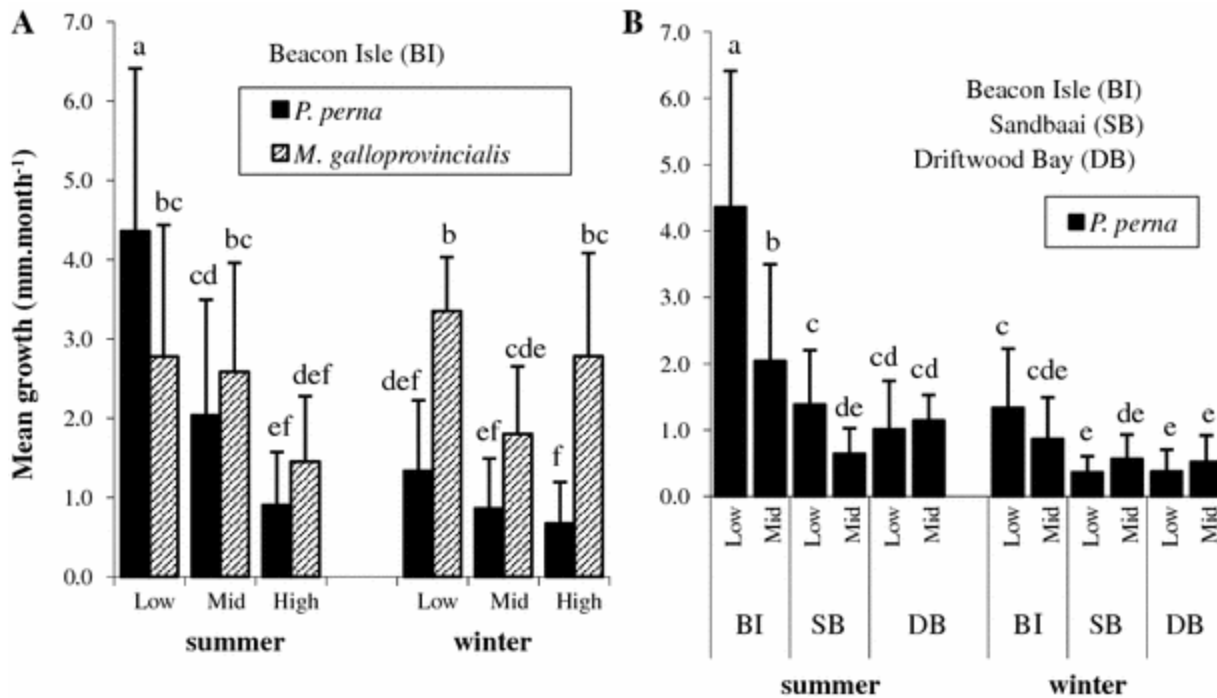 A
Beacon Isle (BI)
P. perna
M. galloprovincialis
Mean growth (mm.month-1)
7.0
6.0
5.0
4.0
3.0
2.0
1.0
0.0
a
bc
cd
bc
ef
def
def
b
ef
cde
f
bc
Low Mid High Low Mid High
summer winter
B
Beacon Isle (BI)
Sandbaai (SB)
Driftwood Bay (DB)
P. perna
7.0
6.0
5.0
4.0
3.0
2.0
1.0
0.0
a
b
c
de
cd
cd
c
cde
e
de
e
e
Low Mid Low Mid Low Mid Low Mid Low Mid Low Mid
BI SB DB BI SB DB
summer winter